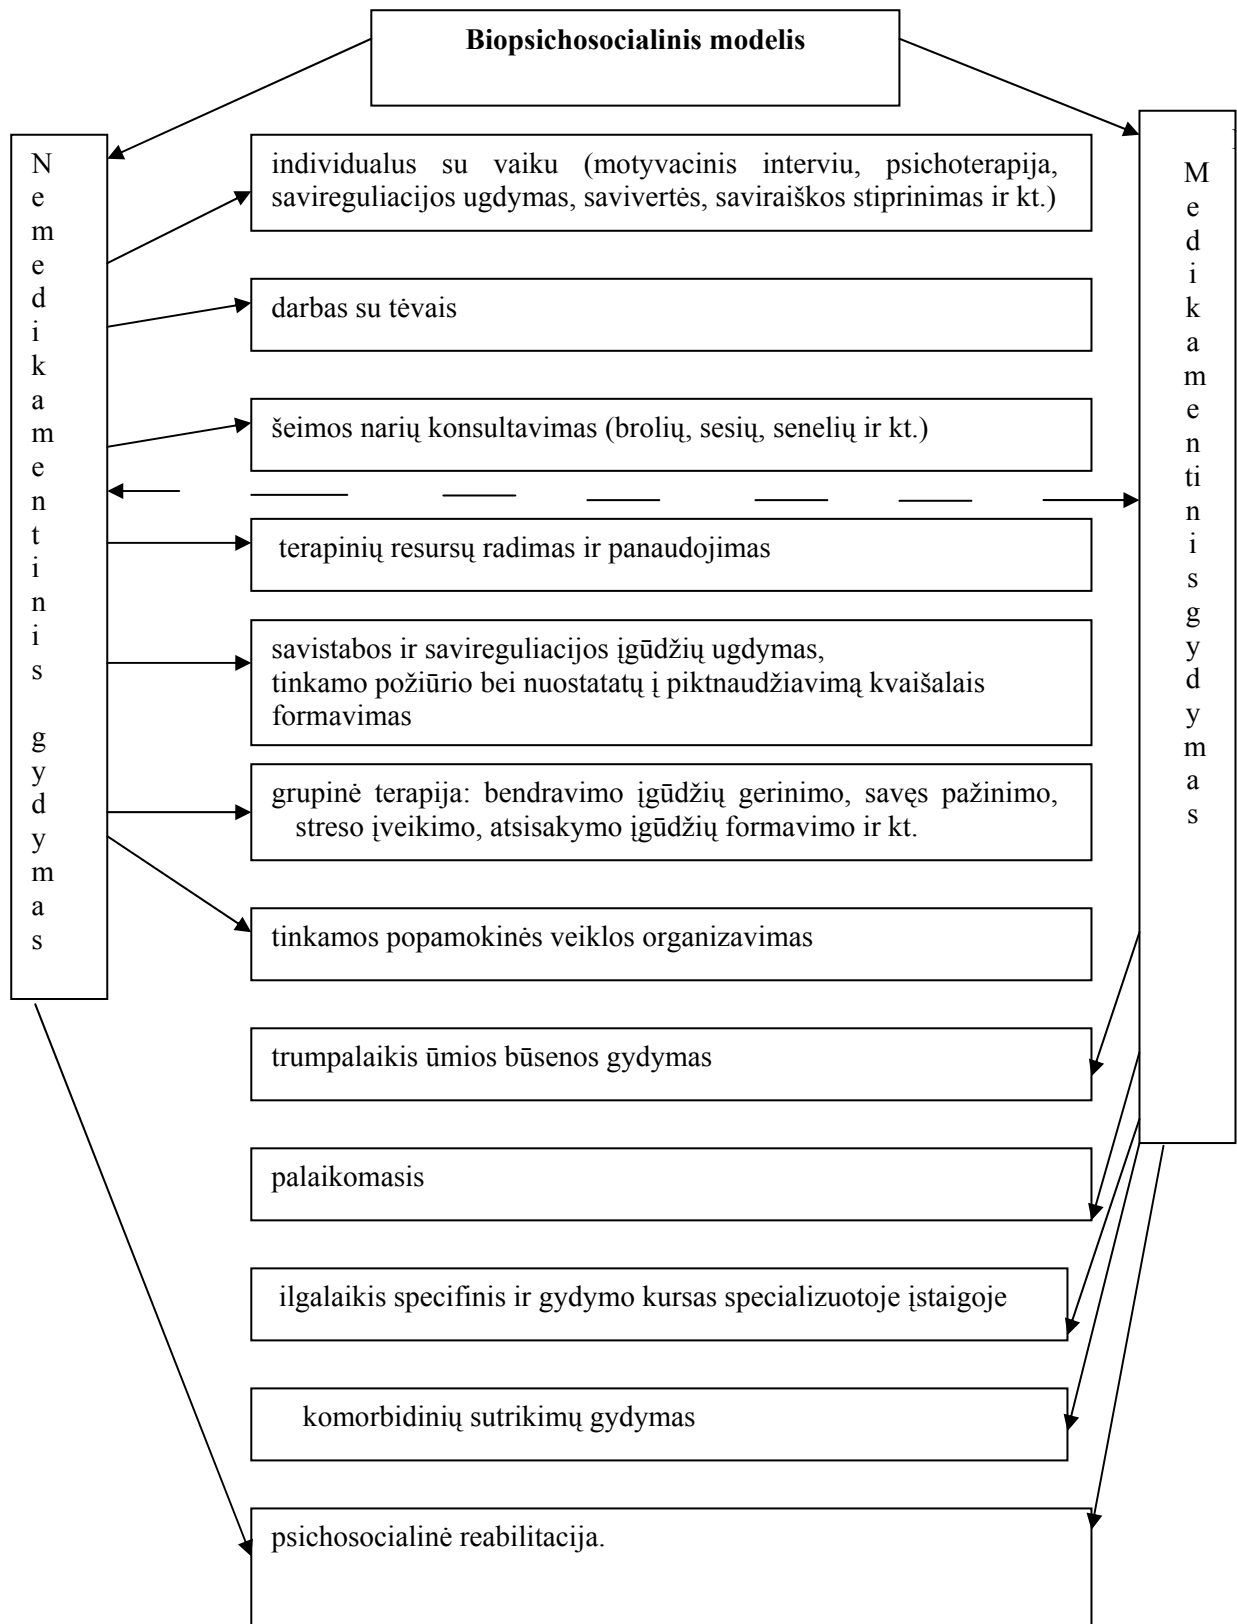 Biopsichosocialinis modelis
Nemedikamentinis gydymas
individualus su vaiku (motyvacinis interviu, psichoterapija,
savireguliacijos ugdymas, savivertės, saviraiškos stiprinimas ir kt.)
darbas su tėvais
šeimos narių konsultavimas (brolių, sesių, senelių ir kt.)
terapinių resursų radimas ir panaudojimas
savistabos ir savireguliacijos įgūdžių ugdymas,
tinkamo požiūrio bei nuostatatų į piktnaudžiavimą kvaišalais
formavimas
grupinė terapija: bendravimo įgūdžių gerinimo, savęs pažinimo,
streso įveikimo, atsisakymo įgūdžių formavimo ir kt.
tinkamos popamokinės veiklos organizavimas
trumpalaikis ūmios būsenos gydymas
palaikomasis
ilgalaikis specifinis ir gydymo kursas specializuotoje įstaigoje
komorbidinių sutrikimų gydymas
psichosocialinė reabilitacija.
Medikamentinisgydymas